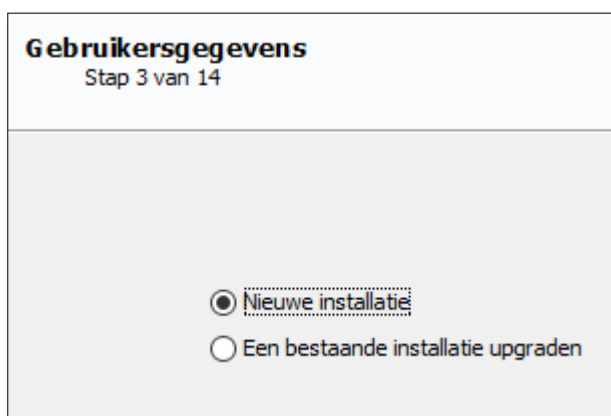 Gebruikersgegevens
Stap 3 van 14
Nieuwe installatie
Een bestaande installatie upgraden